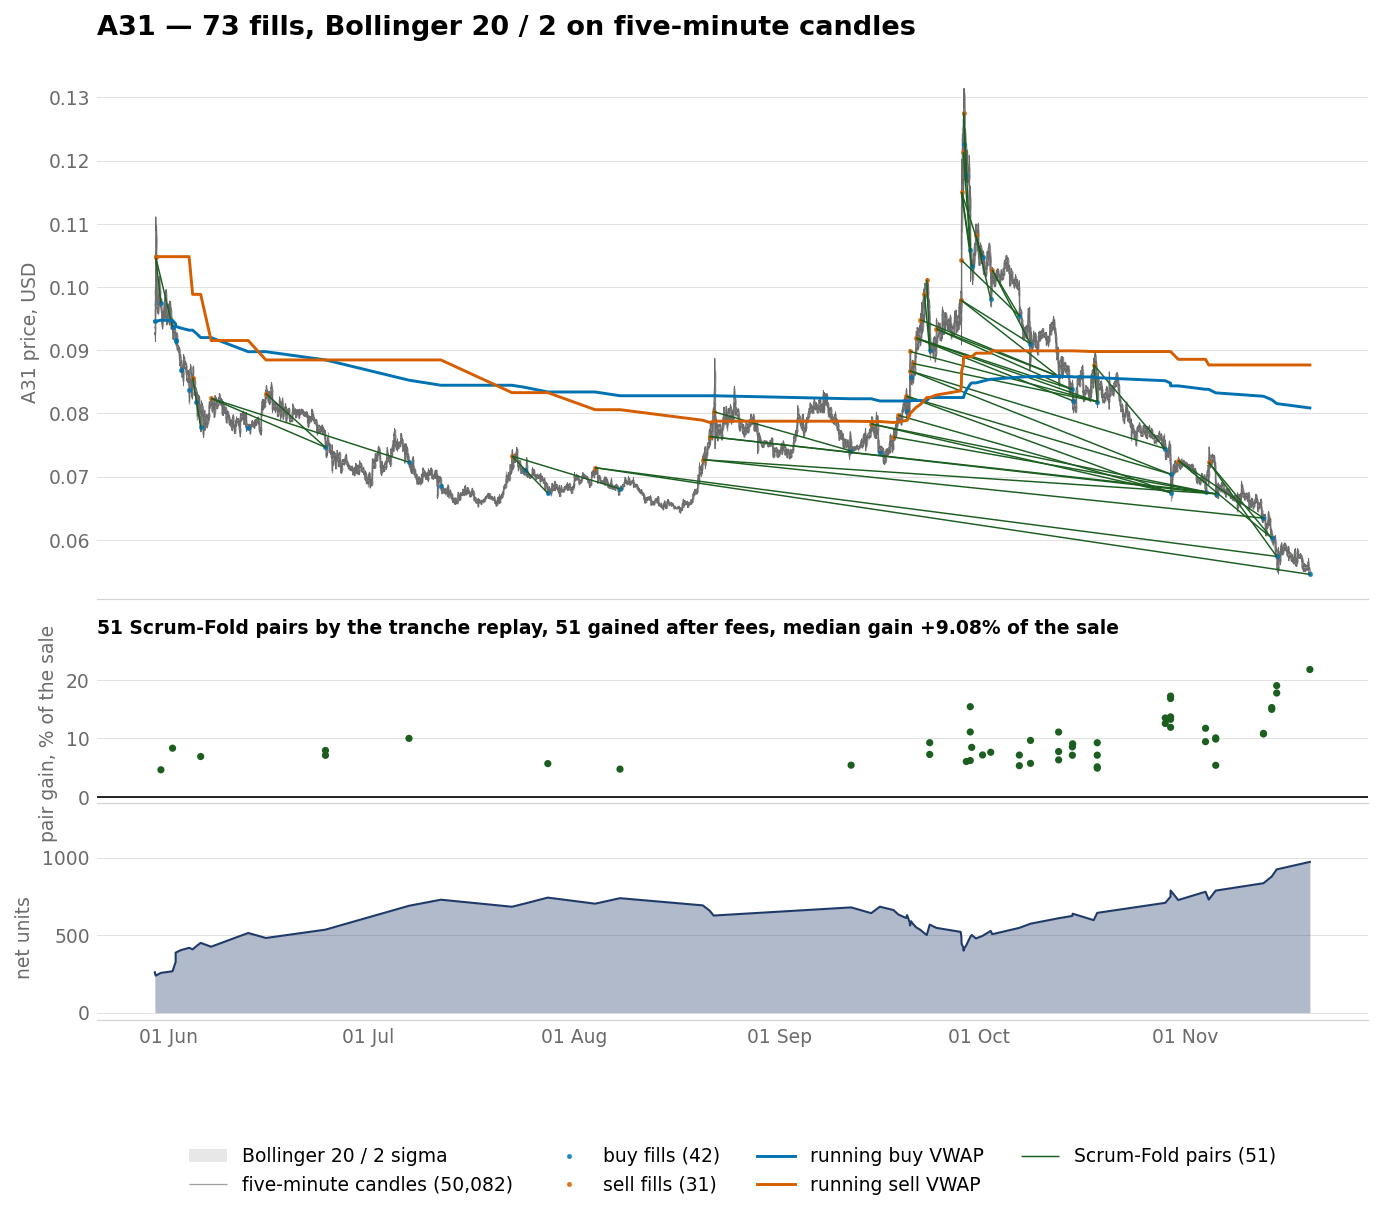 A31 — 73 fills, Bollinger 20 / 2 on five-minute candles
A31 price, USD
0.13
0.12
0.11
0.10
0.09
0.08
0.07
0.06
51 Scrum-Fold pairs by the tranche replay, 51 gained after fees, median gain +9.08% of the sale
pair gain, % of the sale
20
10
0
net units
1000
500
0
01 Jun
01 Jul
01 Aug
01 Sep
01 Oct
01 Nov
Bollinger 20 / 2 sigma
five-minute candles (50,082)
buy fills (42)
sell fills (31)
running buy VWAP
running sell VWAP
Scrum-Fold pairs (51)